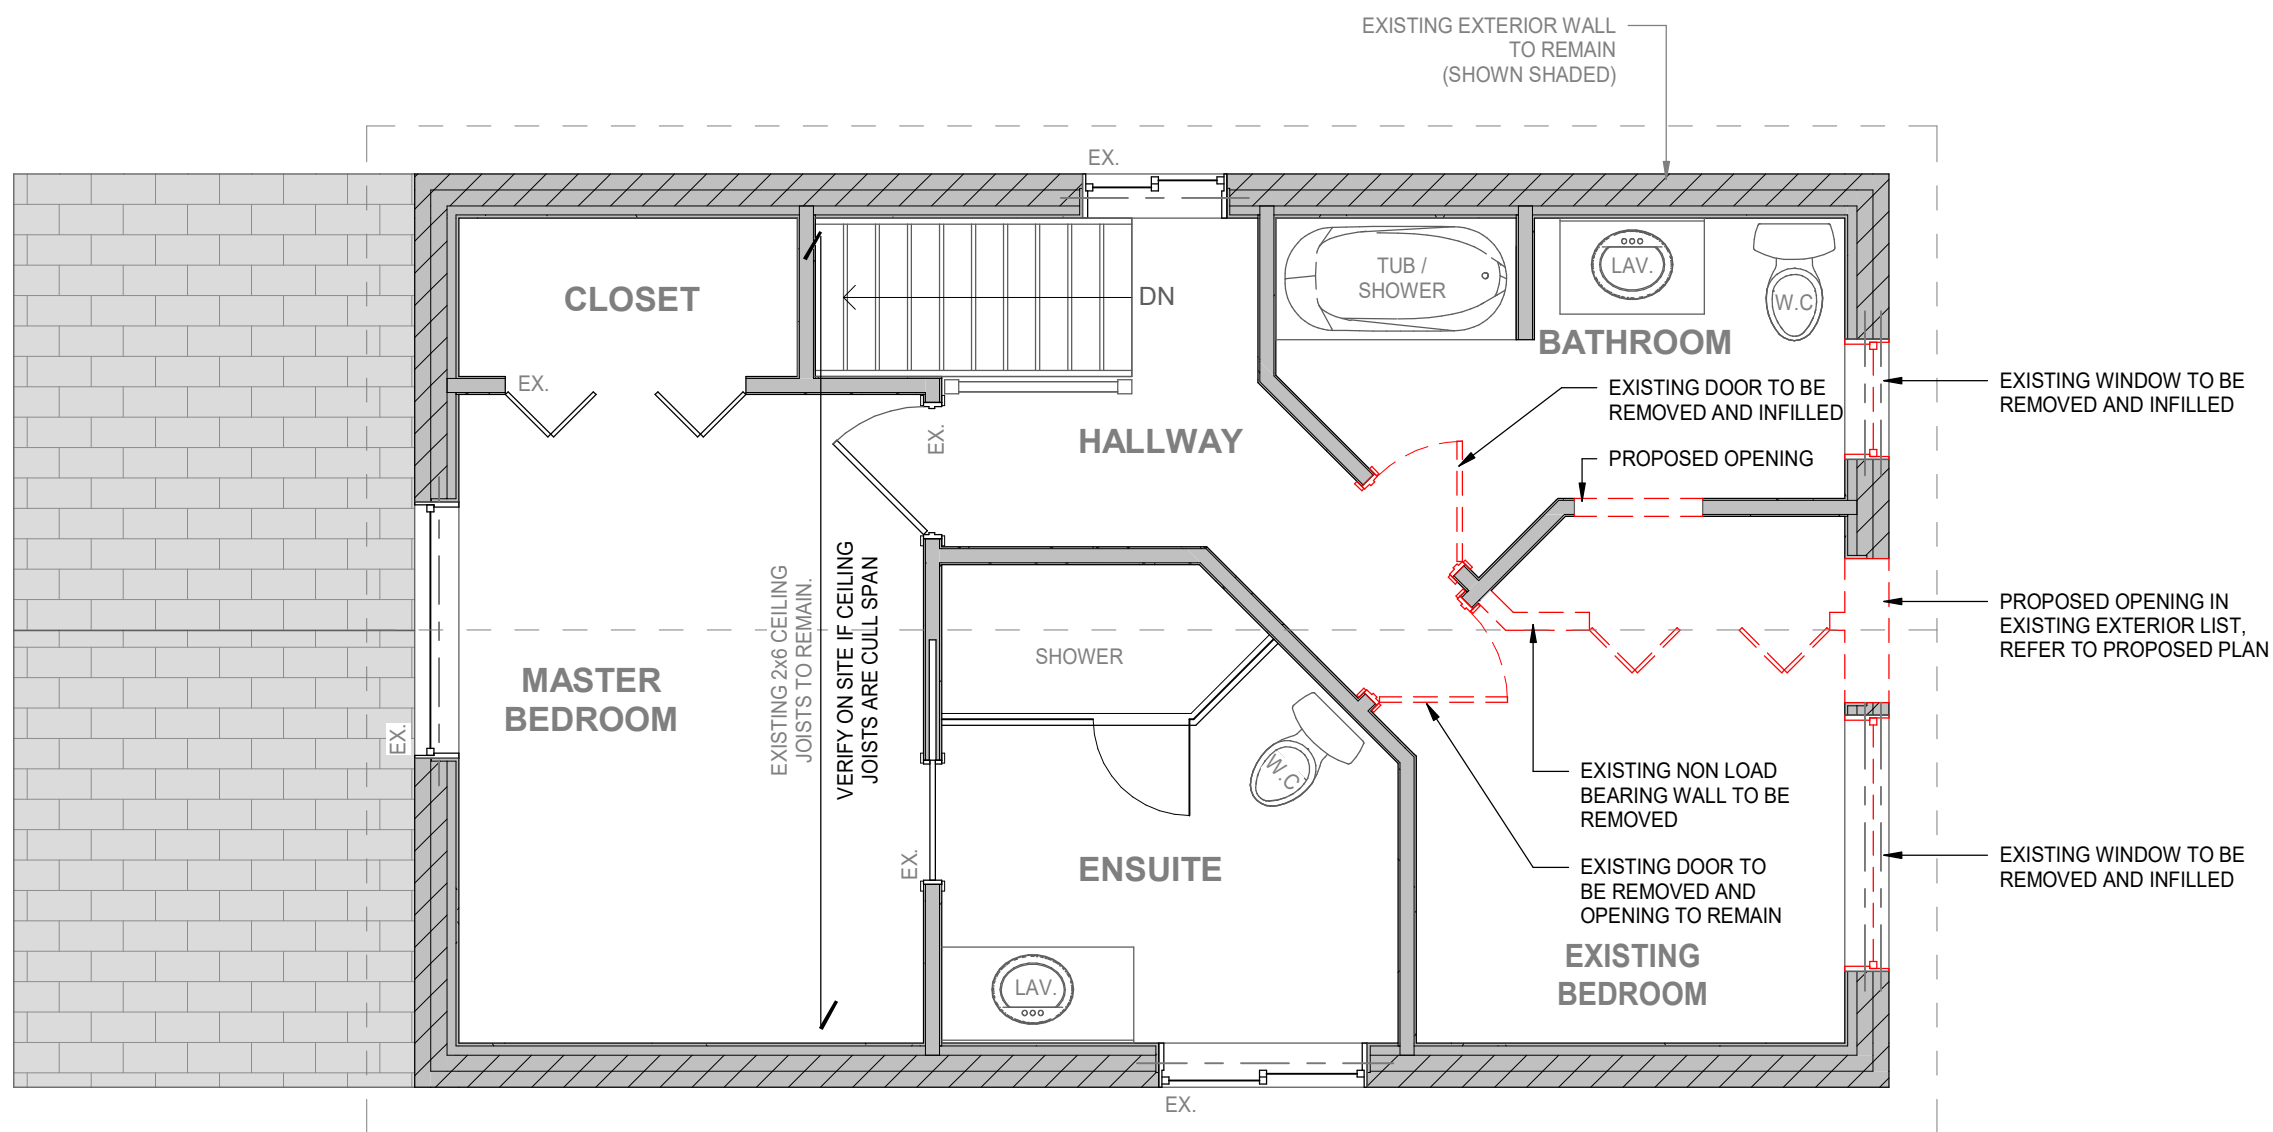 EXISTING EXTERIOR WALL
TO REMAIN
(SHOWN SHADED)
EX.
CLOSET
EX.
DN
TUB /
SHOWER
LAV.
W.C
BATHROOM
EXISTING DOOR TO BE
REMOVED AND INFILLED
PROPOSED OPENING
EXISTING WINDOW TO BE
REMOVED AND INFILLED
HALLWAY
EX.
EXISTING 2x6 CEILING
JOISTS TO REMAIN.
VERIFY ON SITE IF CEILING
JOISTS ARE CULL SPAN
PROPOSED OPENING IN
EXISTING EXTERIOR LIST,
REFER TO PROPOSED PLAN
MASTER
BEDROOM
SHOWER
EX.
W.C
EXISTING NON LOAD
BEARING WALL TO BE
REMOVED
EX.
ENSUITE
EXISTING DOOR TO
BE REMOVED AND
OPENING TO REMAIN
EXISTING WINDOW TO BE
REMOVED AND INFILLED
EXISTING
BEDROOM
LAV.
EX.